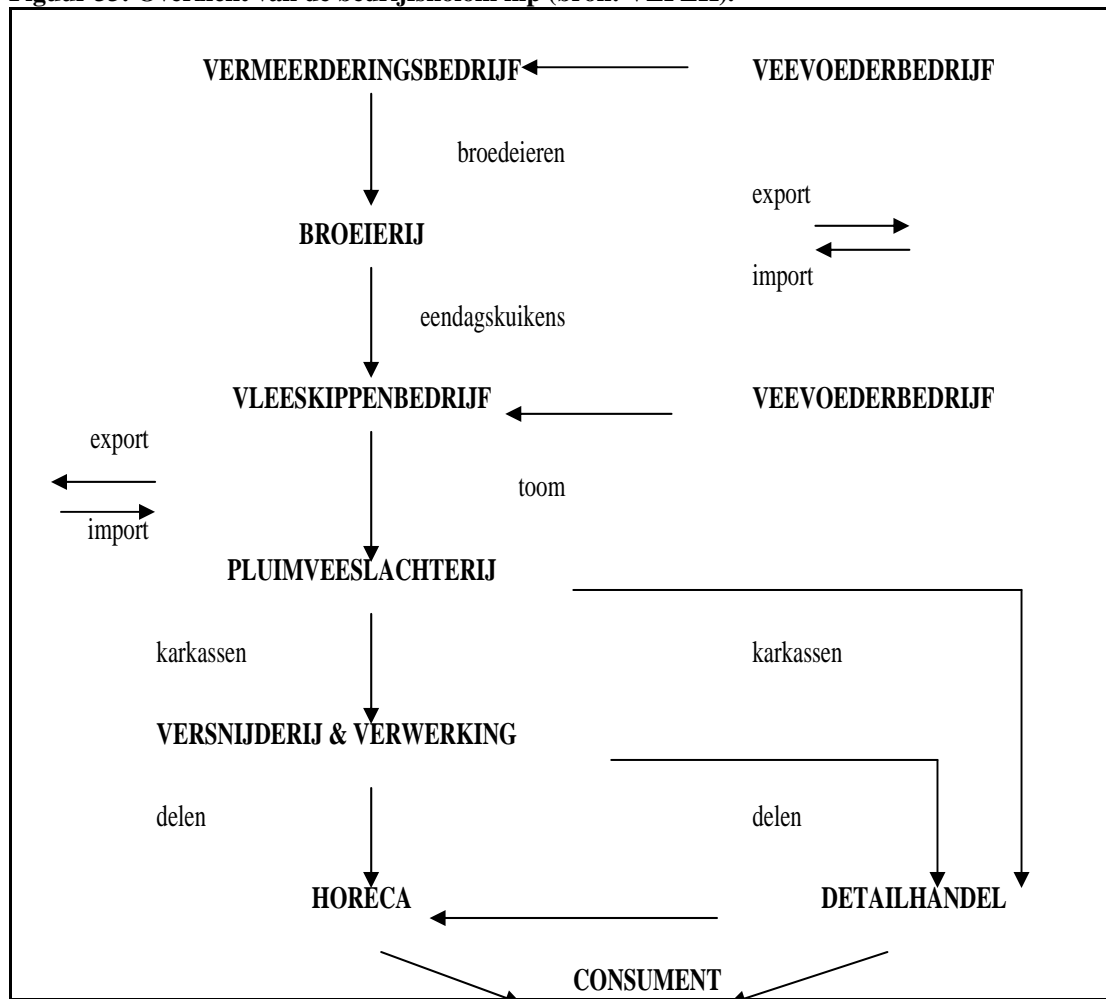 VERMEERDERINGSBEDRIJF VEEVOEDERBEDRIJF
broedeieren
export
BROEIERIJ
import
eendagskuikens
VLEESKIPPENBEDRIJF VEEVOEDERBEDRIJF
export
toom
import
PLUIMVEESLACHTERIJ
karkassen karkassen
VERSNIJDERIJ & VERWERKING
delen delen
HORECA DETAILHANDEL
CONSUMENT